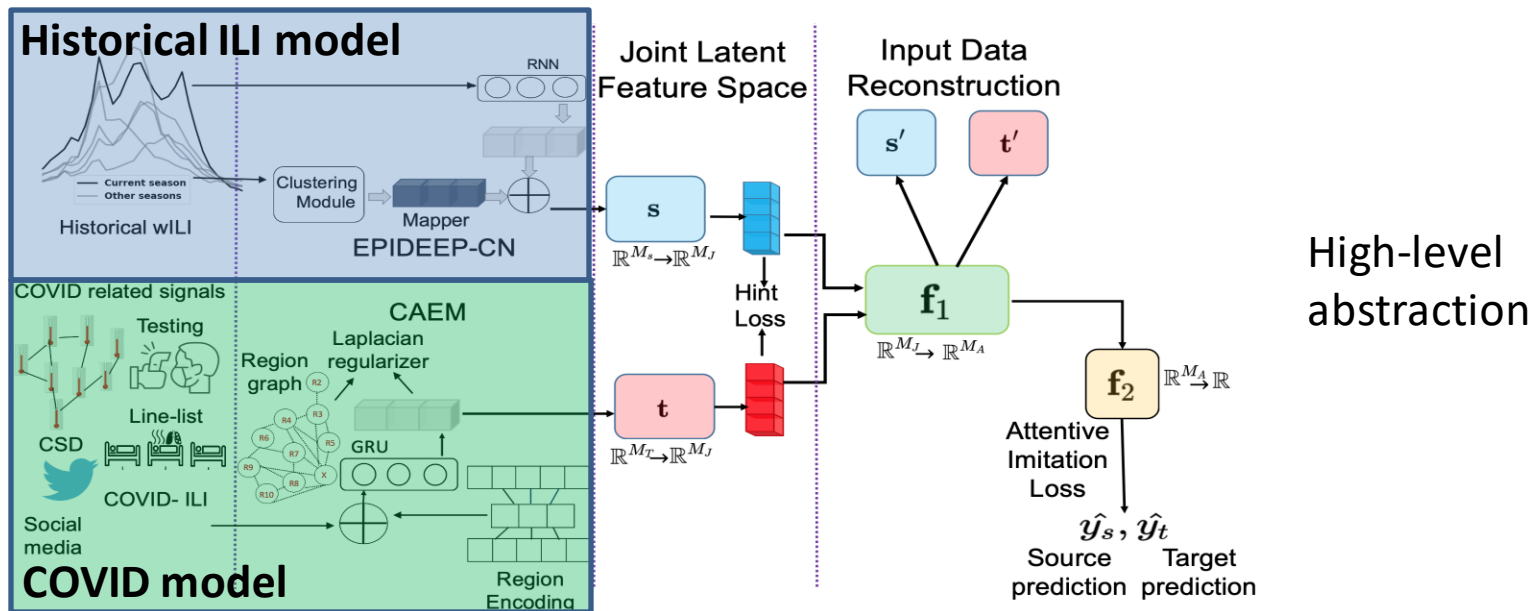 Historical ILI model
RNN
Current season
Other seasons
Historical wILI
Clustering
Module
Mapper
EPIDEEP-CN
COVID related signals
Testing
Line-list
CSD
COVID- ILI
Social
media
COVID model
CAEM
Laplacian
regularizer
Region
graph
R2
R4
R3
R6
R5
R7
R9
X
R8
R10
GRU
Region
Encoding
Joint Latent
Feature Space
s
ℝ^{M_s}→ℝ^{M_J}
Hint
Loss
t
ℝ^{M_T}→ℝ^{M_J}
Input Data
Reconstruction
s′
t′
f₁
ℝ^{M_J}→ ℝ^{M_A}
f₂
ℝ^{M_A}→ℝ
Attentive
Imitation
Loss
ŷ_s, ŷ_t
Source
prediction
Target
prediction
High-level
abstraction